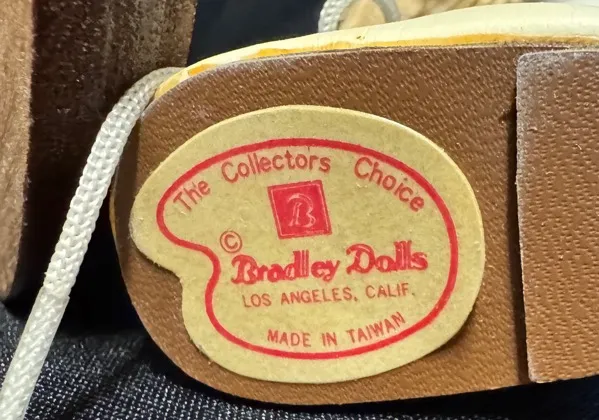 The Collectors Choice
B
© Bradley Dolls
LOS ANGELES, CALIF.
MADE IN TAIWAN